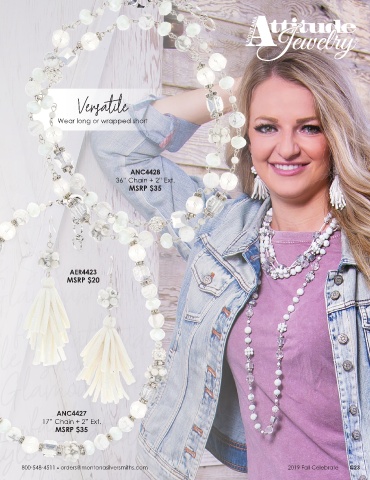 Attitude
Jewelry
Versatile
Wear long or wrapped short
ANC4428
36" Chain + 2" Ext.
MSRP $35
AER4423
MSRP $20
ANC4427
17" Chain + 2" Ext.
MSRP $35
800-548-4511 • orders@montanasilversmiths.com
2019 Fall Celebrate